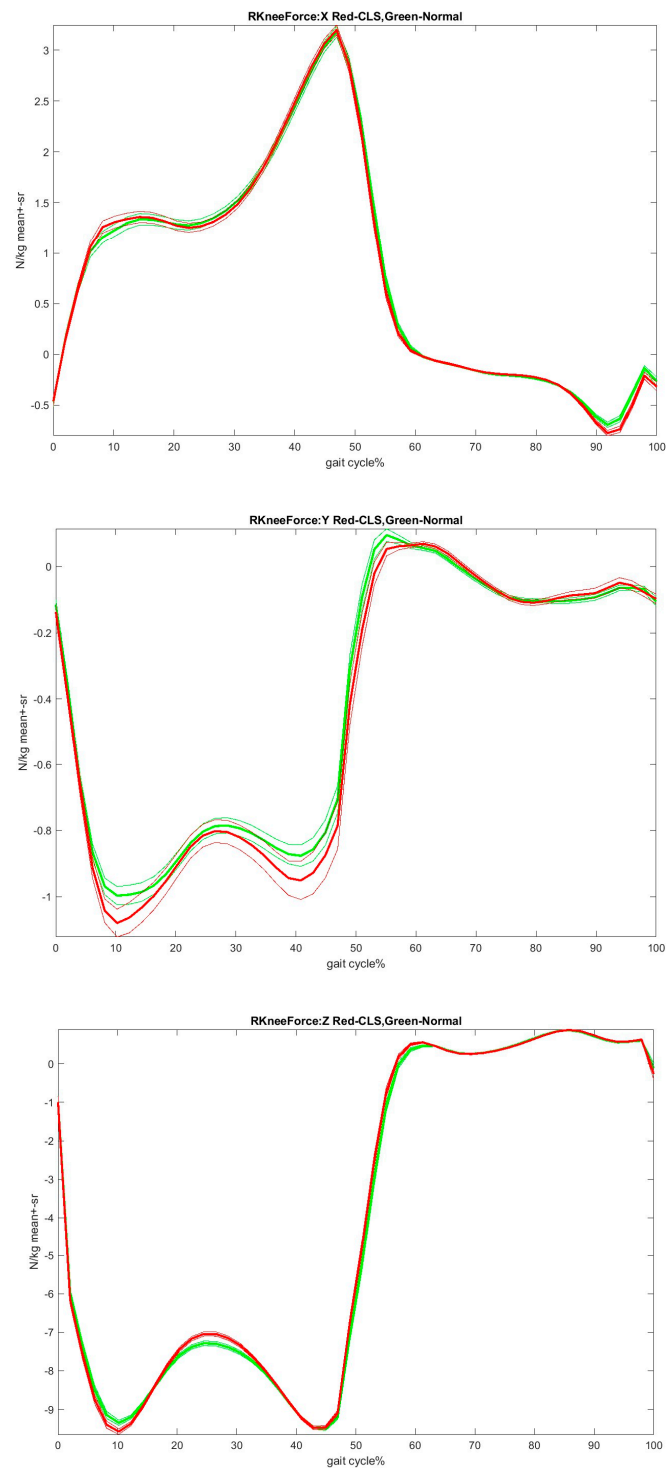 RKneeForce:X Red-CLS,Green-Normal
3
2.5
2
1.5
1
0.5
0
-0.5
N/kg mean+-sr
0 10 20 30 40 50 60 70 80 90 100
gait cycle%
RKneeForce:Y Red-CLS,Green-Normal
0
-0.2
-0.4
-0.6
-0.8
-1
N/kg mean+-sr
0 10 20 30 40 50 60 70 80 90 100
gait cycle%
RKneeForce:Z Red-CLS,Green-Normal
0
-1
-2
-3
-4
-5
-6
-7
-8
-9
N/kg mean+-sr
0 10 20 30 40 50 60 70 80 90 100
gait cycle%